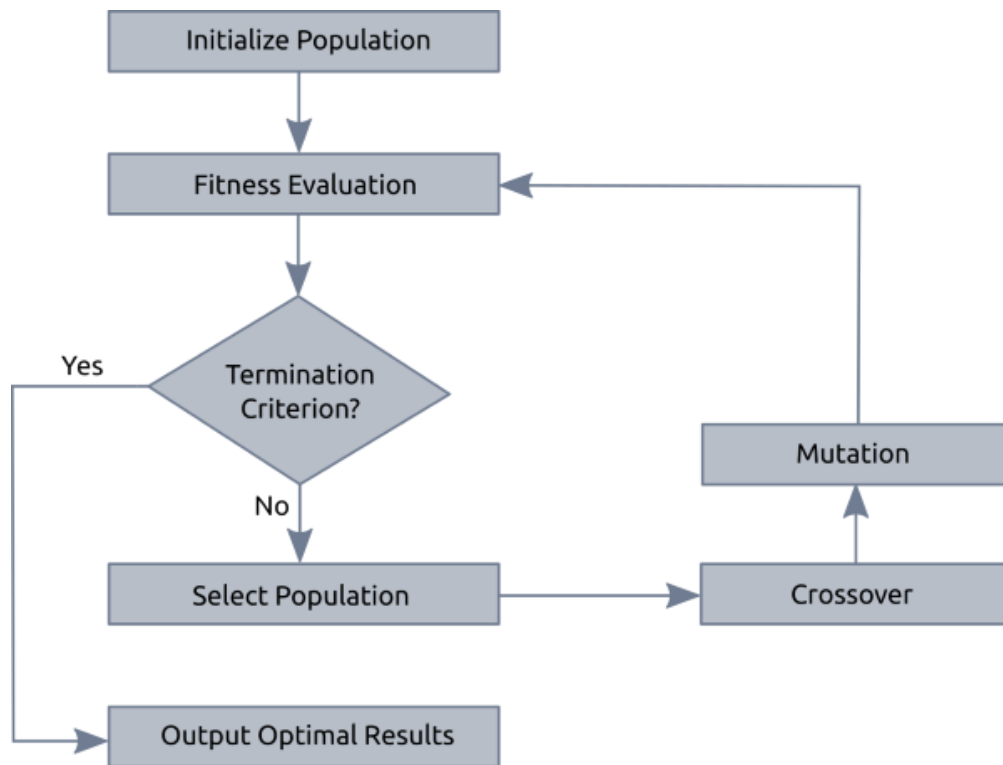 Initialize Population
Fitness Evaluation
Yes
Termination
Criterion?
No
Mutation
Select Population
Crossover
Output Optimal Results